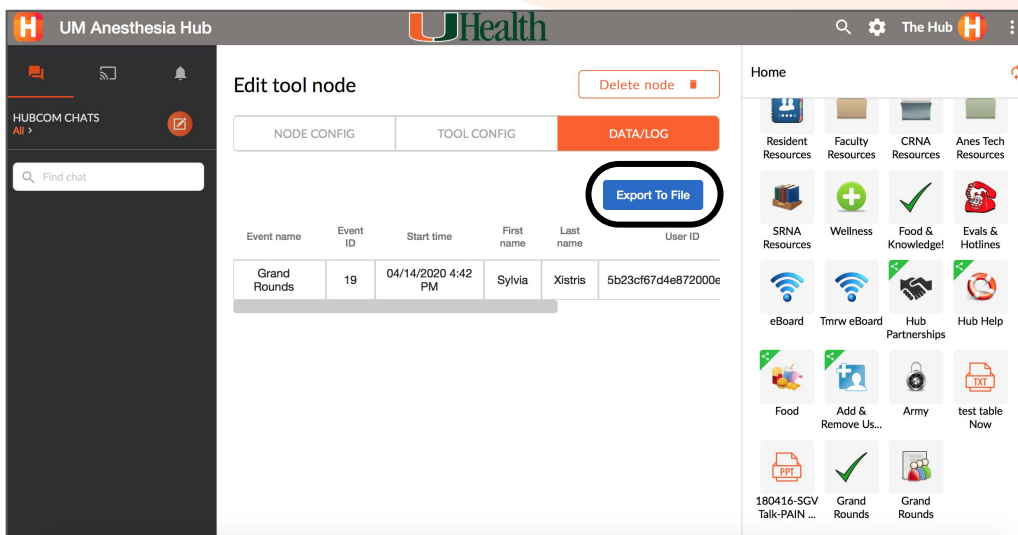 UM Anesthesia Hub
UHealth
The Hub
HUBCOM CHATS
All >
Find chat
Edit tool node
Delete node
NODE CONFIG
TOOL CONFIG
DATA/LOG
Export To File
Event name
Event
ID
Start time
First
name
Last
name
User ID
Grand
Rounds
19
04/14/2020 4:42
PM
Sylvia
Xistris
5b23cf67d4e872000e
Home
Resident
Resources
Faculty
Resources
CRNA
Resources
Anes Tech
Resources
SRNA
Resources
Wellness
Food &
Knowledge!
Evals &
Hotlines
eBoard
Tmrw eBoard
Hub
Partnerships
Hub Help
Food
Add &
Remove Us...
Army
TXT
test table
Now
PPT
180416-SGV
Talk-PAIN ...
Grand
Rounds
Grand
Rounds